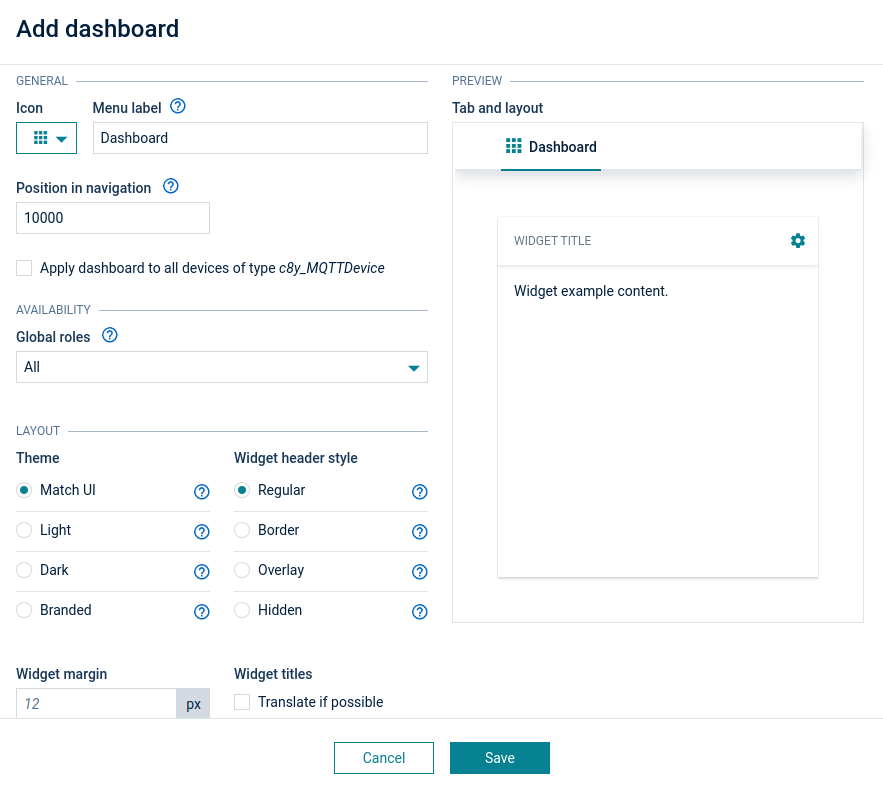 Add dashboard
GENERAL
Icon
Menu label
Dashboard
Position in navigation
10000
Apply dashboard to all devices of type c8y_MQTTDevice
AVAILABILITY
Global roles
All
LAYOUT
Theme
Match UI
Light
Dark
Branded
Widget header style
Regular
Border
Overlay
Hidden
Widget margin
12
px
Widget titles
Translate if possible
PREVIEW
Tab and layout
Dashboard
WIDGET TITLE
Widget example content.
Cancel
Save